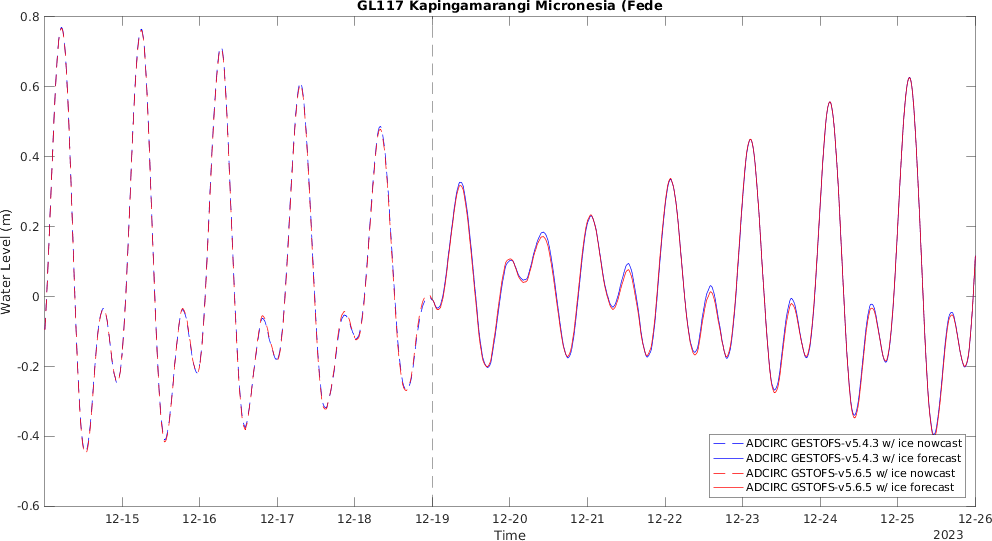 GL117 Kapingamarangi Micronesia (Fede
Water Level (m)
0.8
0.6
0.4
0.2
0
-0.2
-0.4
-0.6
ADCIRC GESTOFS-v5.4.3 w/ ice nowcast
ADCIRC GESTOFS-v5.4.3 w/ ice forecast
ADCIRC GSTOFS-v5.6.5 w/ ice nowcast
ADCIRC GSTOFS-v5.6.5 w/ ice forecast
12-15 12-16 12-17 12-18 12-19 12-20 12-21 12-22 12-23 12-24 12-25 12-26
Time
2023